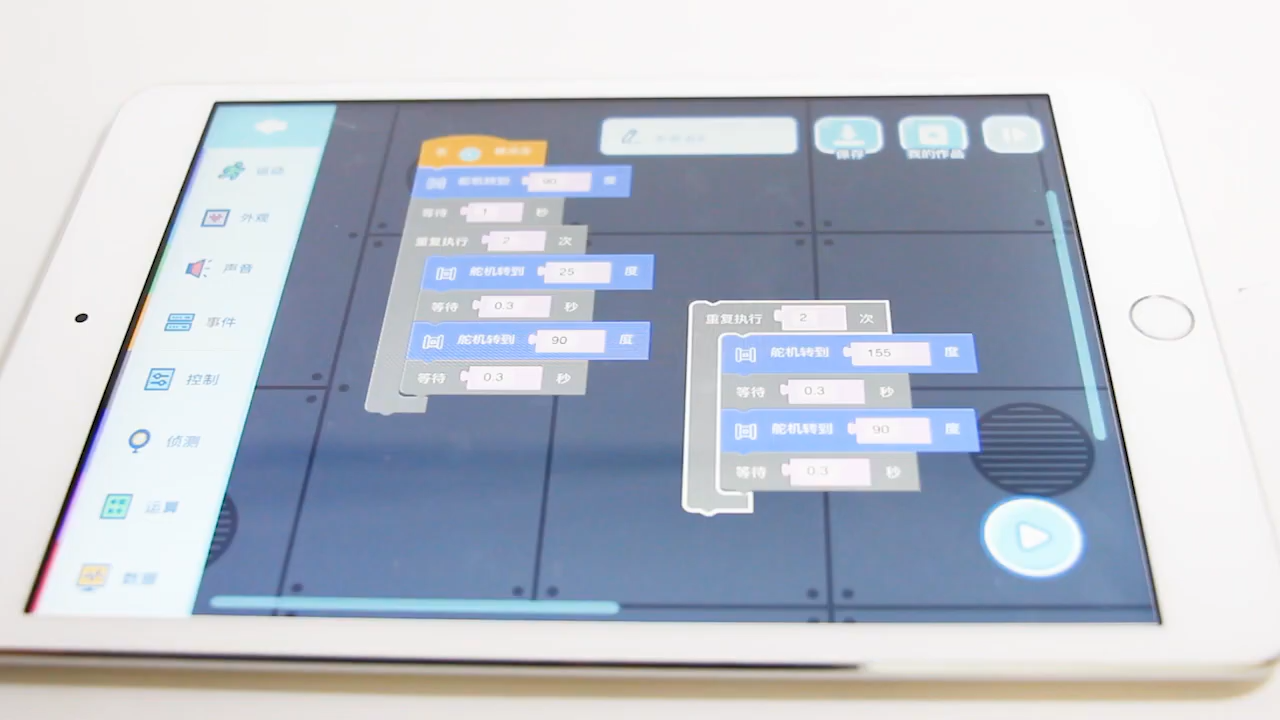 保存
我的作品
运动
外观
声音
事件
控制
侦测
运算
数量
舵机转到 90 度
等待 1 秒
重复执行 2 次
舵机转到 25 度
等待 0.3 秒
舵机转到 90 度
等待 0.3 秒
重复执行 2 次
舵机转到 155 度
等待 0.3 秒
舵机转到 90 度
等待 0.3 秒